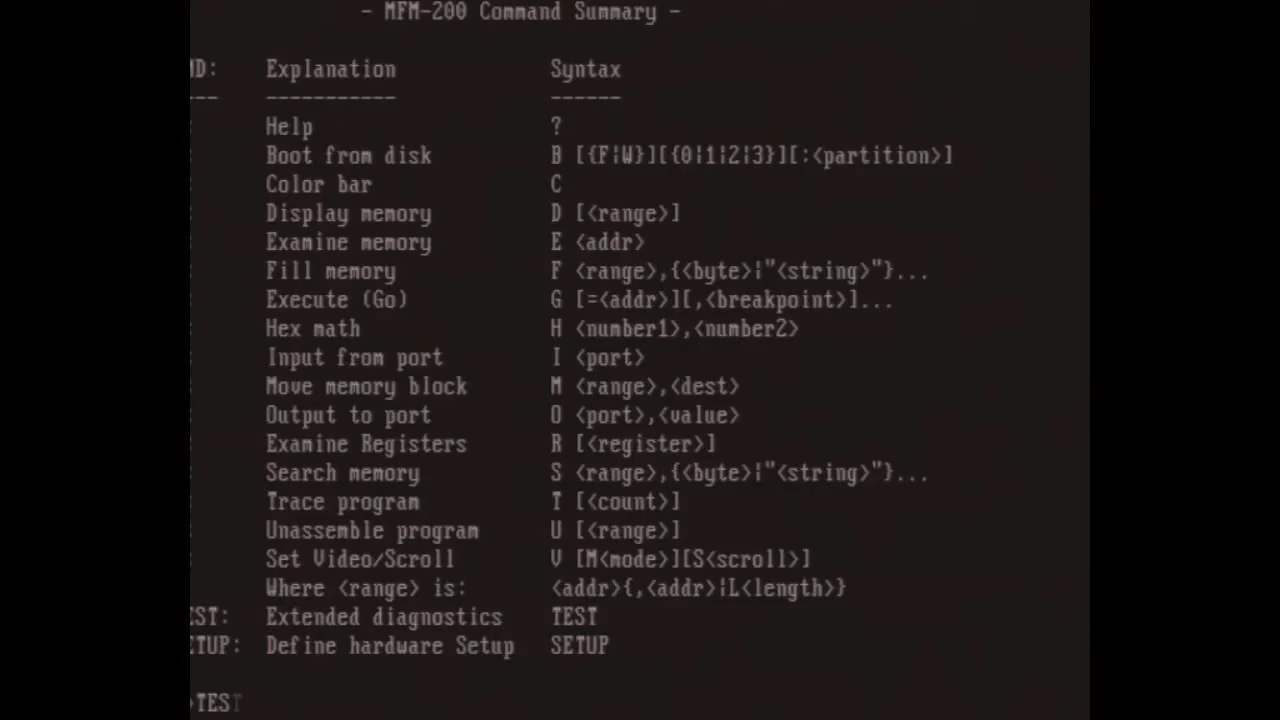 - MFM-200 Command Summary -
MD: Explanation Syntax
--- ----------- ------
: Help ?
: Boot from disk B [{F|W}][{0|1|2|3}][:<partition>]
: Color bar C
: Display memory D [<range>]
: Examine memory E <addr>
: Fill memory F <range>,{<byte>|"<string>"}...
: Execute (Go) G [=<addr>][,<breakpoint>]...
: Hex math H <number1>,<number2>
: Input from port I <port>
: Move memory block M <range>,<dest>
: Output to port O <port>,<value>
: Examine Registers R [<register>]
: Search memory S <range>,{<byte>|"<string>"}...
: Trace program T [<count>]
: Unassemble program U [<range>]
: Set Video/Scroll V [M<mode>][S<scroll>]
Where <range> is: <addr>{,<addr>|L<length>}
EST: Extended diagnostics TEST
ETUP: Define hardware Setup SETUP
>TEST